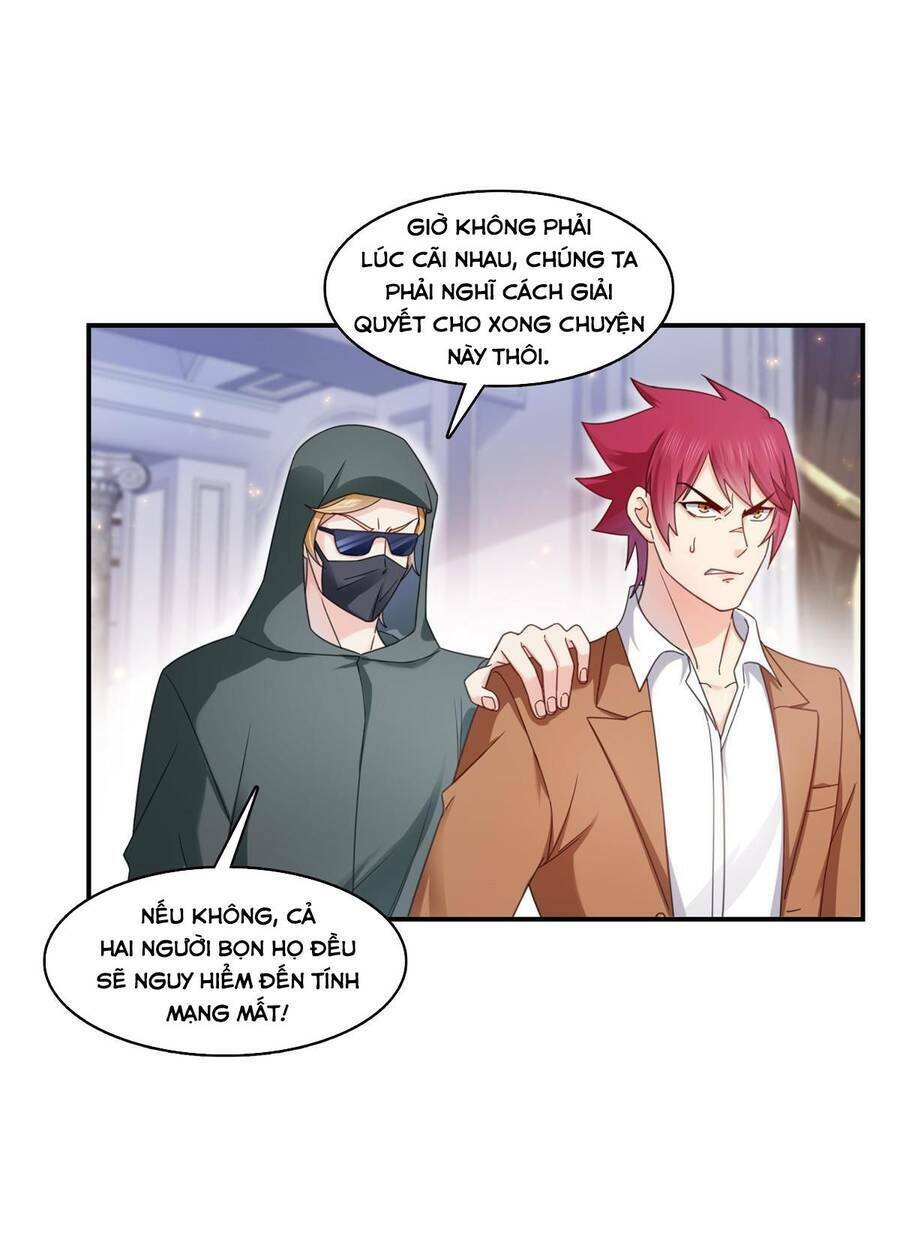 GIỜ KHÔNG PHẢI
LÚC CÃI NHAU, CHÚNG TA
PHẢI NGHĨ CÁCH GIẢI
QUYẾT CHO XONG CHUYỆN
NÀY THÔI.
NẾU KHÔNG, CẢ
HAI NGƯỜI BỌN HỌ ĐỀU
SẼ NGUY HIỂM ĐẾN TÍNH
MẠNG MẤT!